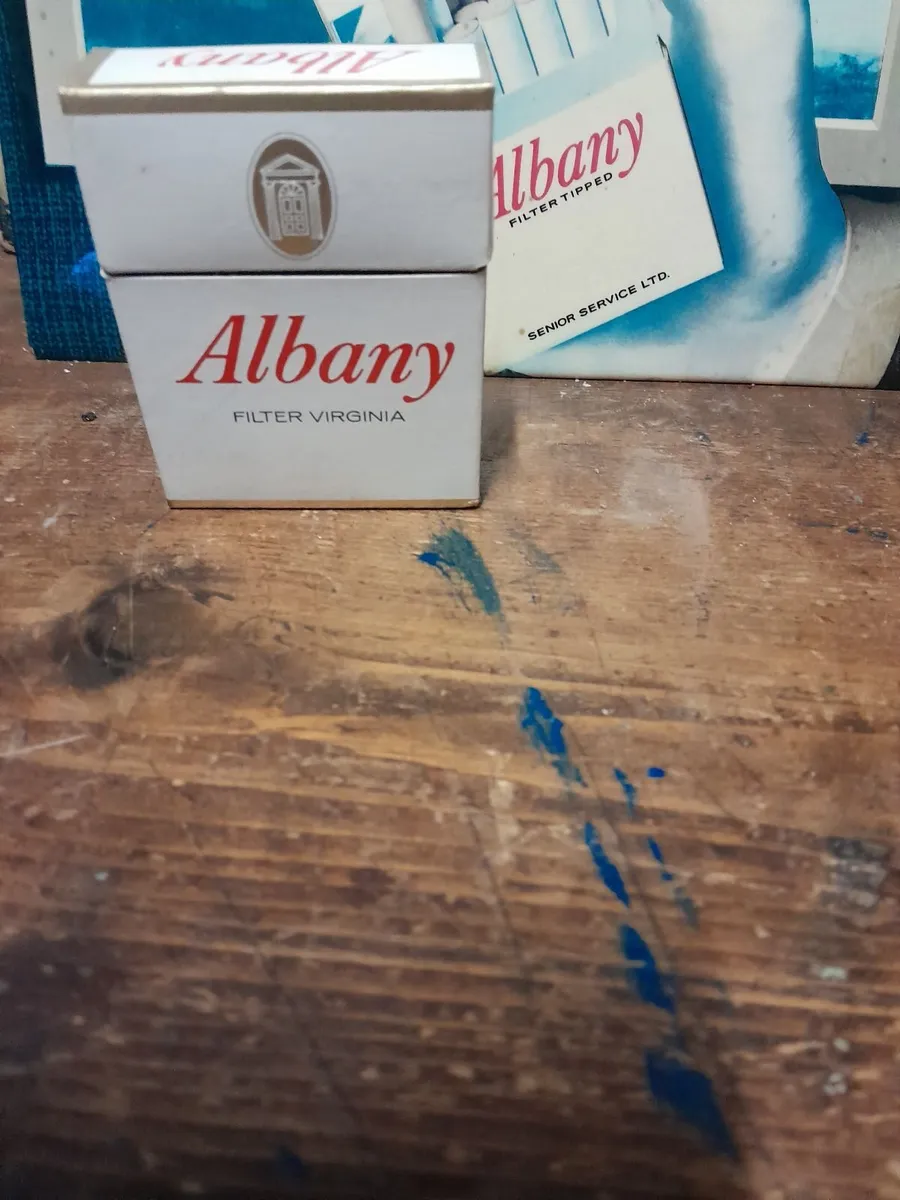 Albany
Albany
FILTER VIRGINIA
Albany
FILTER TIPPED
SENIOR SERVICE LTD.